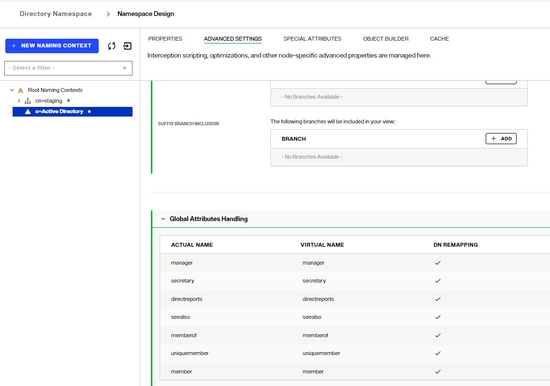 Directory Namespace > Namespace Design
+ NEW NAMING CONTEXT
- Select a filter -
Root Naming Contexts
cn=staging
o=Active Directory
PROPERTIES ADVANCED SETTINGS SPECIAL ATTRIBUTES OBJECT BUILDER CACHE
Interception scripting, optimizations, and other node-specific advanced properties are managed here.
- No Branches Available -
SUFFIX BRANCH INCLUSION
The following branches will be included in your view:
BRANCH + ADD
- No Branches Available -
Global Attributes Handling
ACTUAL NAME VIRTUAL NAME DN REMAPPING
manager manager ✓
secretary secretary ✓
directreports directreports ✓
seealso seealso ✓
memberof memberof ✓
uniquemember uniquemember ✓
member member ✓